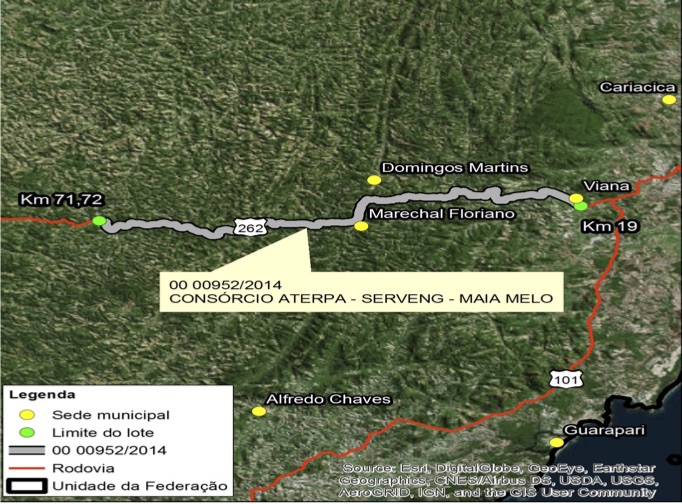 Cariacica
Domingos Martins
Viana
Km 71,72
Marechal Floriano
Km 19
262
00 00952/2014
CONSÓRCIO ATERPA - SERVENG - MAIA MELO
101
Alfredo Chaves
Guarapari
Legenda
Sede municipal
Limite do lote
00 00952/2014
Rodovia
Unidade da Federação
Source: Esri, DigitalGlobe, GeoEye, Earthstar
Geographics, CNES/Airbus DS, USDA, USGS,
AeroGRID, IGN, and the GIS User Community